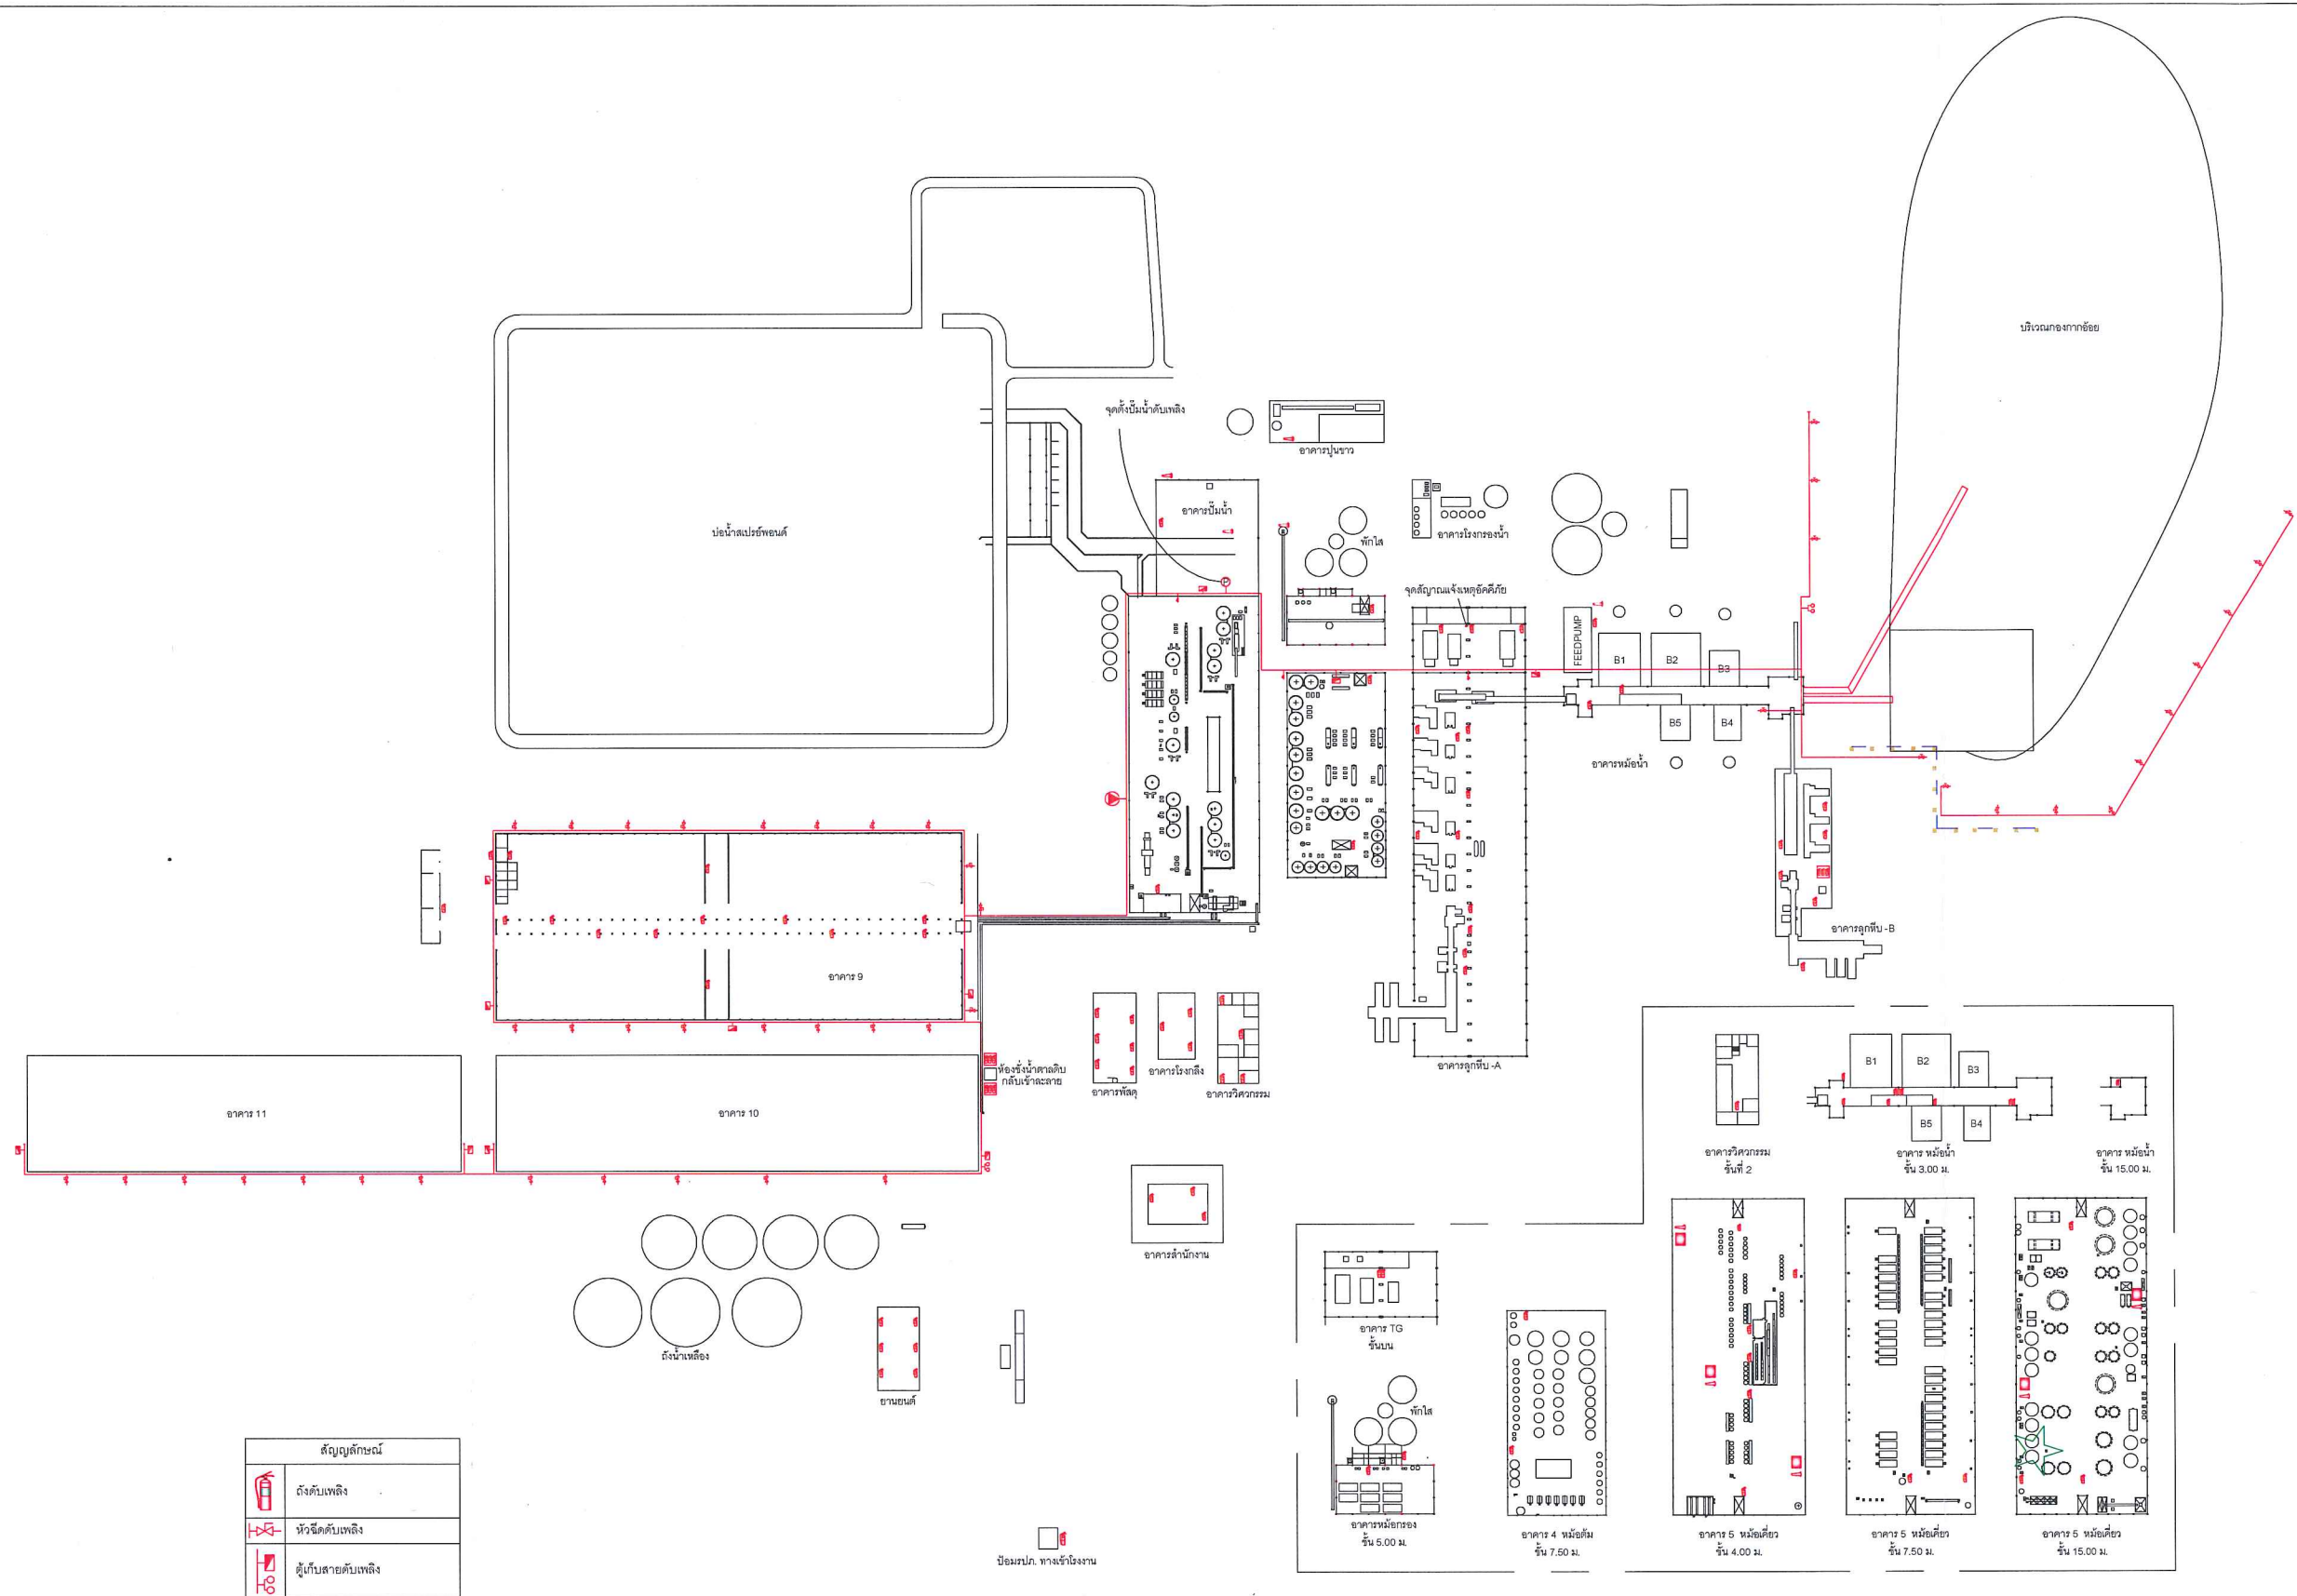 บริเวณกองกากอ้อย
จุดตั้งปั๊มน้ำดับเพลิง
อาคารปูนขาว
อาคารปั๊มน้ำ
บ่อน้ำสเปรย์พอนด์
พักใส
อาคารโรงกรองน้ำ
P
จุดสัญาณแจ้งเหตุอัคคีภัย
FEEDPUMP
B1
B2
B3
B5
B4
อาคารหม้อน้ำ
อาคารลูกหีบ -B
อาคาร 9
อาคารลูกหีบ -A
ห้องชั่งน้ำตาลดิบ
กลับเข้าละลาย
อาคารพัสดุ
อาคารโรงกลึง
อาคารวิศวกรรม
อาคาร 11
อาคาร 10
B1
B2
B3
B5
B4
อาคารวิศวกรรม
ชั้นที่ 2
อาคาร หม้อน้ำ
ชั้น 3.00 ม.
อาคาร หม้อน้ำ
ชั้น 15.00 ม.
อาคารสำนักงาน
อาคาร TG
ชั้นบน
ถังน้ำเหลือง
ยานยนต์
พักใส
อาคารหม้อกรอง
ชั้น 5.00 ม.
อาคาร 4 หม้อต้ม
ชั้น 7.50 ม.
อาคาร 5 หม้อเคี่ยว
ชั้น 4.00 ม.
อาคาร 5 หม้อเคี่ยว
ชั้น 7.50 ม.
อาคาร 5 หม้อเคี่ยว
ชั้น 15.00 ม.
ป้อมรปภ. ทางเข้าโรงงาน
สัญญลักษณ์
ถังดับเพลิง
หัวฉีดดับเพลิง
ตู้เก็บสายดับเพลิง